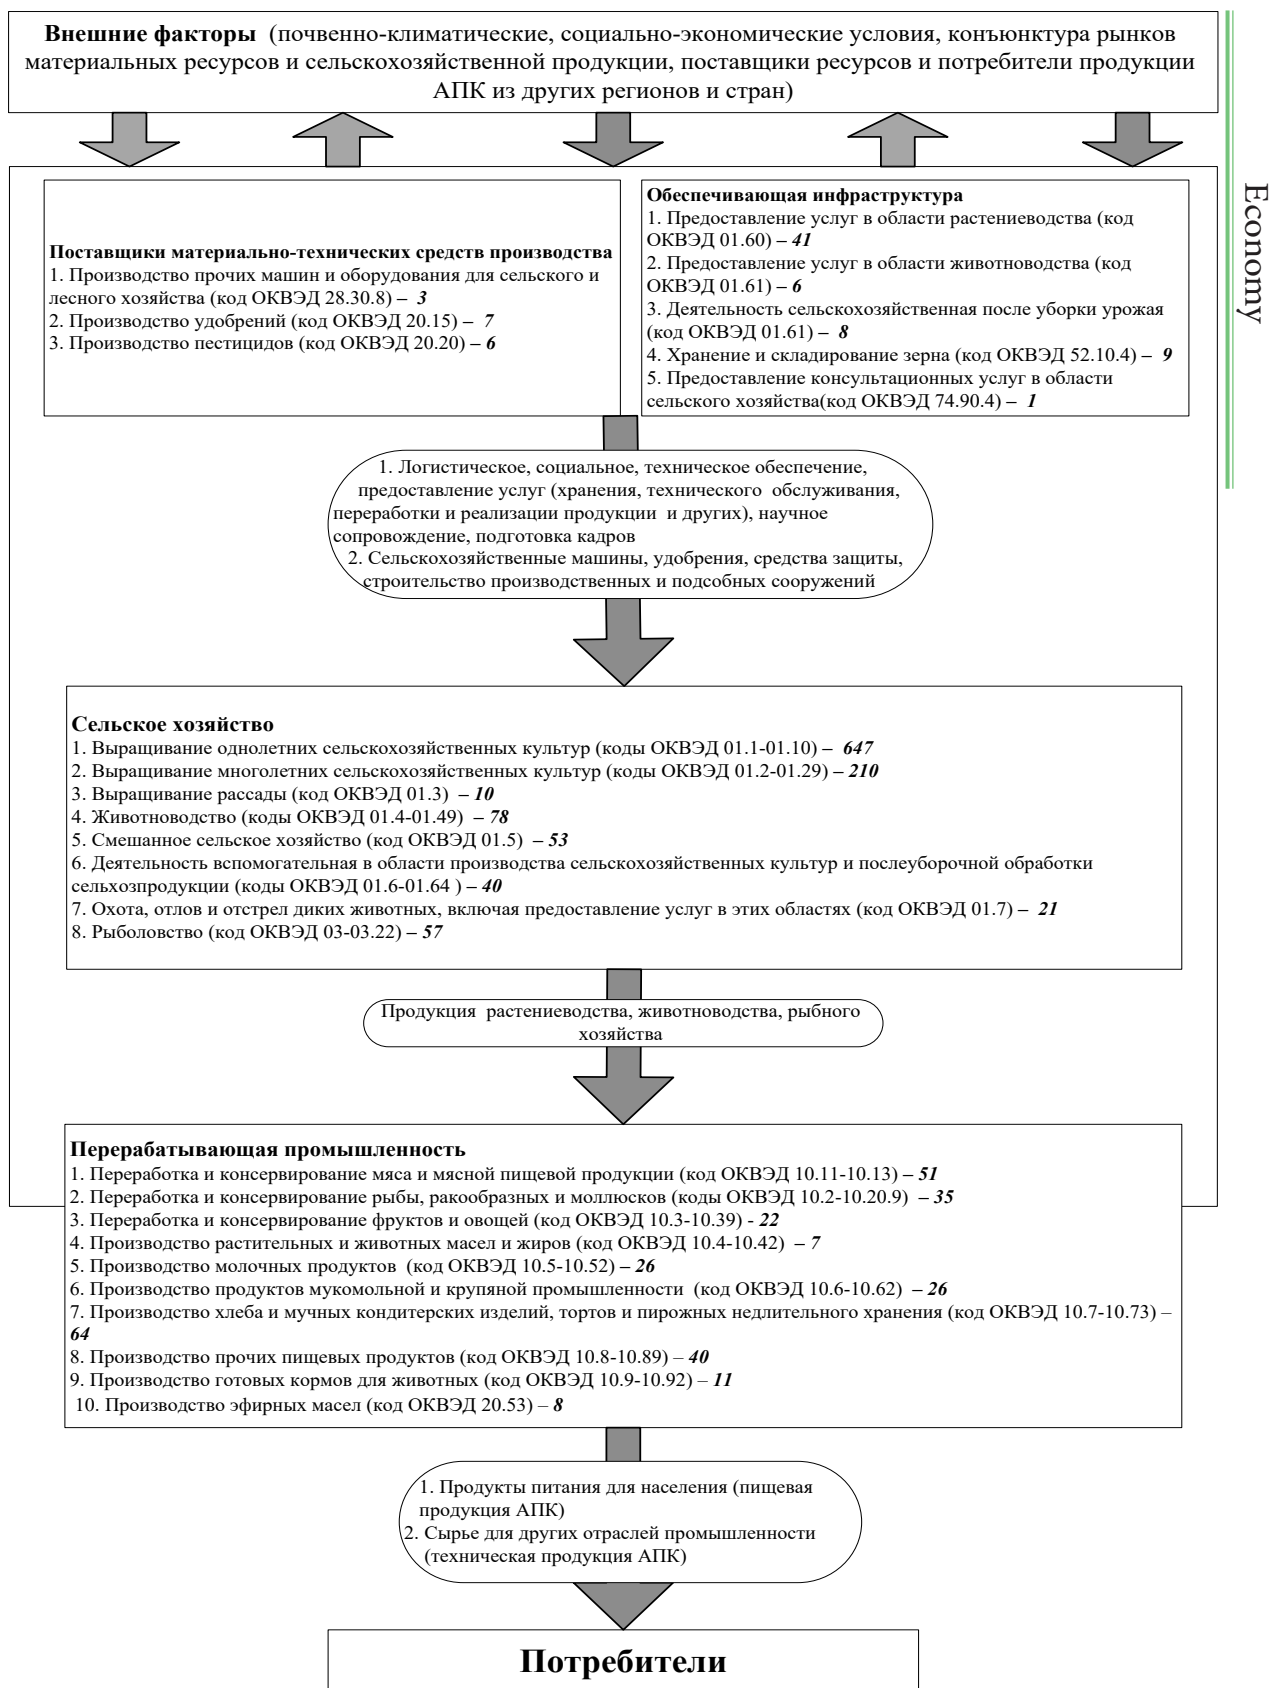 Внешние факторы (почвенно-климатические, социально-экономические условия, конъюнктура рынков
материальных ресурсов и сельскохозяйственной продукции, поставщики ресурсов и потребители продукции
АПК из других регионов и стран)
Economy
Поставщики материально-технических средств производства
1. Производство прочих машин и оборудования для сельского и
лесного хозяйства (код ОКВЭД 28.30.8) – 3
2. Производство удобрений (код ОКВЭД 20.15) – 7
3. Производство пестицидов (код ОКВЭД 20.20) – 6
Обеспечивающая инфраструктура
1. Предоставление услуг в области растениеводства (код
ОКВЭД 01.60) – 41
2. Предоставление услуг в области животноводства (код
ОКВЭД 01.61) – 6
3. Деятельность сельскохозяйственная после уборки урожая
(код ОКВЭД 01.61) – 8
4. Хранение и складирование зерна (код ОКВЭД 52.10.4) – 9
5. Предоставление консультационных услуг в области
сельского хозяйства(код ОКВЭД 74.90.4) – 1
1. Логистическое, социальное, техническое обеспечение,
предоставление услуг (хранения, технического обслуживания,
переработки и реализации продукции и других), научное
сопровождение, подготовка кадров
2. Сельскохозяйственные машины, удобрения, средства защиты,
строительство производственных и подсобных сооружений
Сельское хозяйство
1. Выращивание однолетних сельскохозяйственных культур (коды ОКВЭД 01.1-01.10) – 647
2. Выращивание многолетних сельскохозяйственных культур (коды ОКВЭД 01.2-01.29) – 210
3. Выращивание рассады (код ОКВЭД 01.3) – 10
4. Животноводство (коды ОКВЭД 01.4-01.49) – 78
5. Смешанное сельское хозяйство (код ОКВЭД 01.5) – 53
6. Деятельность вспомогательная в области производства сельскохозяйственных культур и послеуборочной обработки
сельхозпродукции (коды ОКВЭД 01.6-01.64 ) – 40
7. Охота, отлов и отстрел диких животных, включая предоставление услуг в этих областях (код ОКВЭД 01.7) – 21
8. Рыболовство (код ОКВЭД 03-03.22) – 57
Продукция растениеводства, животноводства, рыбного
хозяйства
Перерабатывающая промышленность
1. Переработка и консервирование мяса и мясной пищевой продукции (код ОКВЭД 10.11-10.13) – 51
2. Переработка и консервирование рыбы, ракообразных и моллюсков (коды ОКВЭД 10.2-10.20.9) – 35
3. Переработка и консервирование фруктов и овощей (код ОКВЭД 10.3-10.39) - 22
4. Производство растительных и животных масел и жиров (код ОКВЭД 10.4-10.42) – 7
5. Производство молочных продуктов (код ОКВЭД 10.5-10.52) – 26
6. Производство продуктов мукомольной и крупяной промышленности (код ОКВЭД 10.6-10.62) – 26
7. Производство хлеба и мучных кондитерских изделий, тортов и пирожных недлительного хранения (код ОКВЭД 10.7-10.73) –
64
8. Производство прочих пищевых продуктов (код ОКВЭД 10.8-10.89) – 40
9. Производство готовых кормов для животных (код ОКВЭД 10.9-10.92) – 11
10. Производство эфирных масел (код ОКВЭД 20.53) – 8
1. Продукты питания для населения (пищевая
продукция АПК)
2. Сырье для других отраслей промышленности
(техническая продукция АПК)
Потребители